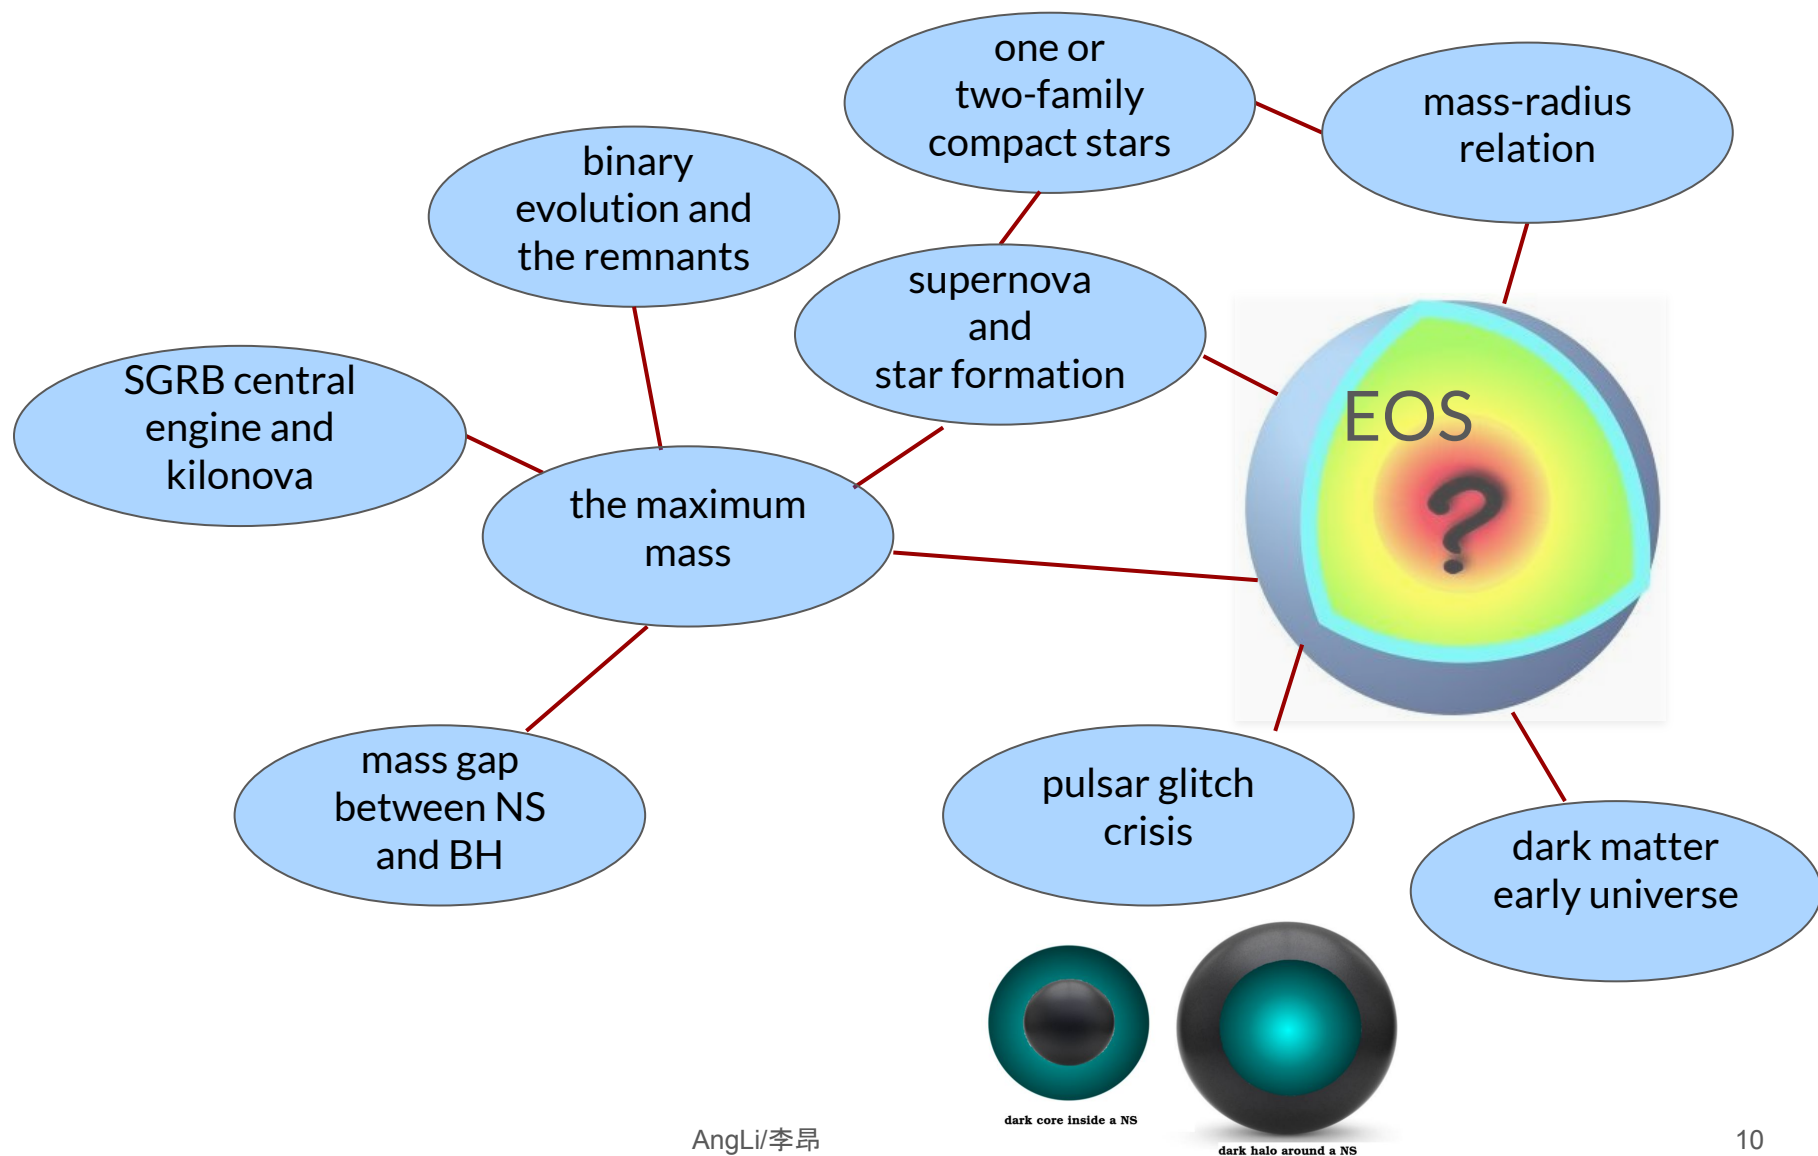 one or
two-family
compact stars
mass-radius
relation
binary
evolution and
the remnants
supernova
and
star formation
SGRB central
engine and
kilonova
EOS
?
the maximum
mass
mass gap
between NS
and BH
pulsar glitch
crisis
dark matter
early universe
dark core inside a NS
dark halo around a NS
AngLi/李昂
10